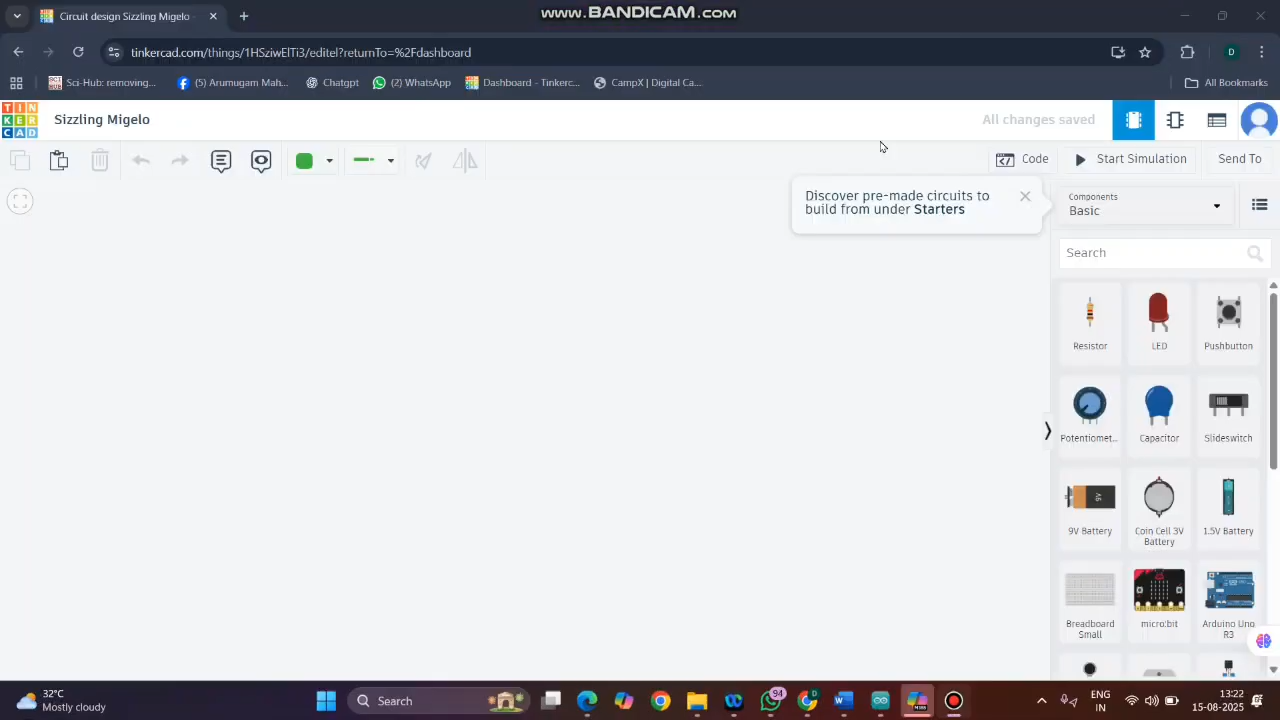 www.BANDICAM.com
Circuit design Sizzling Migelo
tinkercad.com/things/1HSziwElTi3/editel?returnTo=%2Fdashboard
D
Sci-Hub: removing...
(5) Arumugam Mah...
Chatgpt
(2) WhatsApp
Dashboard - Tinkerc...
CampX | Digital Ca...
All Bookmarks
TIN
KER
CAD
Sizzling Migelo
All changes saved
Code
Start Simulation
Send To
Discover pre-made circuits to
build from under Starters
Components
Basic
Search
Resistor
LED
Pushbutton
Potentiomet...
Capacitor
Slideswitch
9V Battery
Coin Cell 3V
Battery
1.5V Battery
Breadboard
Small
micro:bit
Arduino Uno
R3
32°C
Mostly cloudy
Search
94
ENG
IN
13:22
15-08-2025